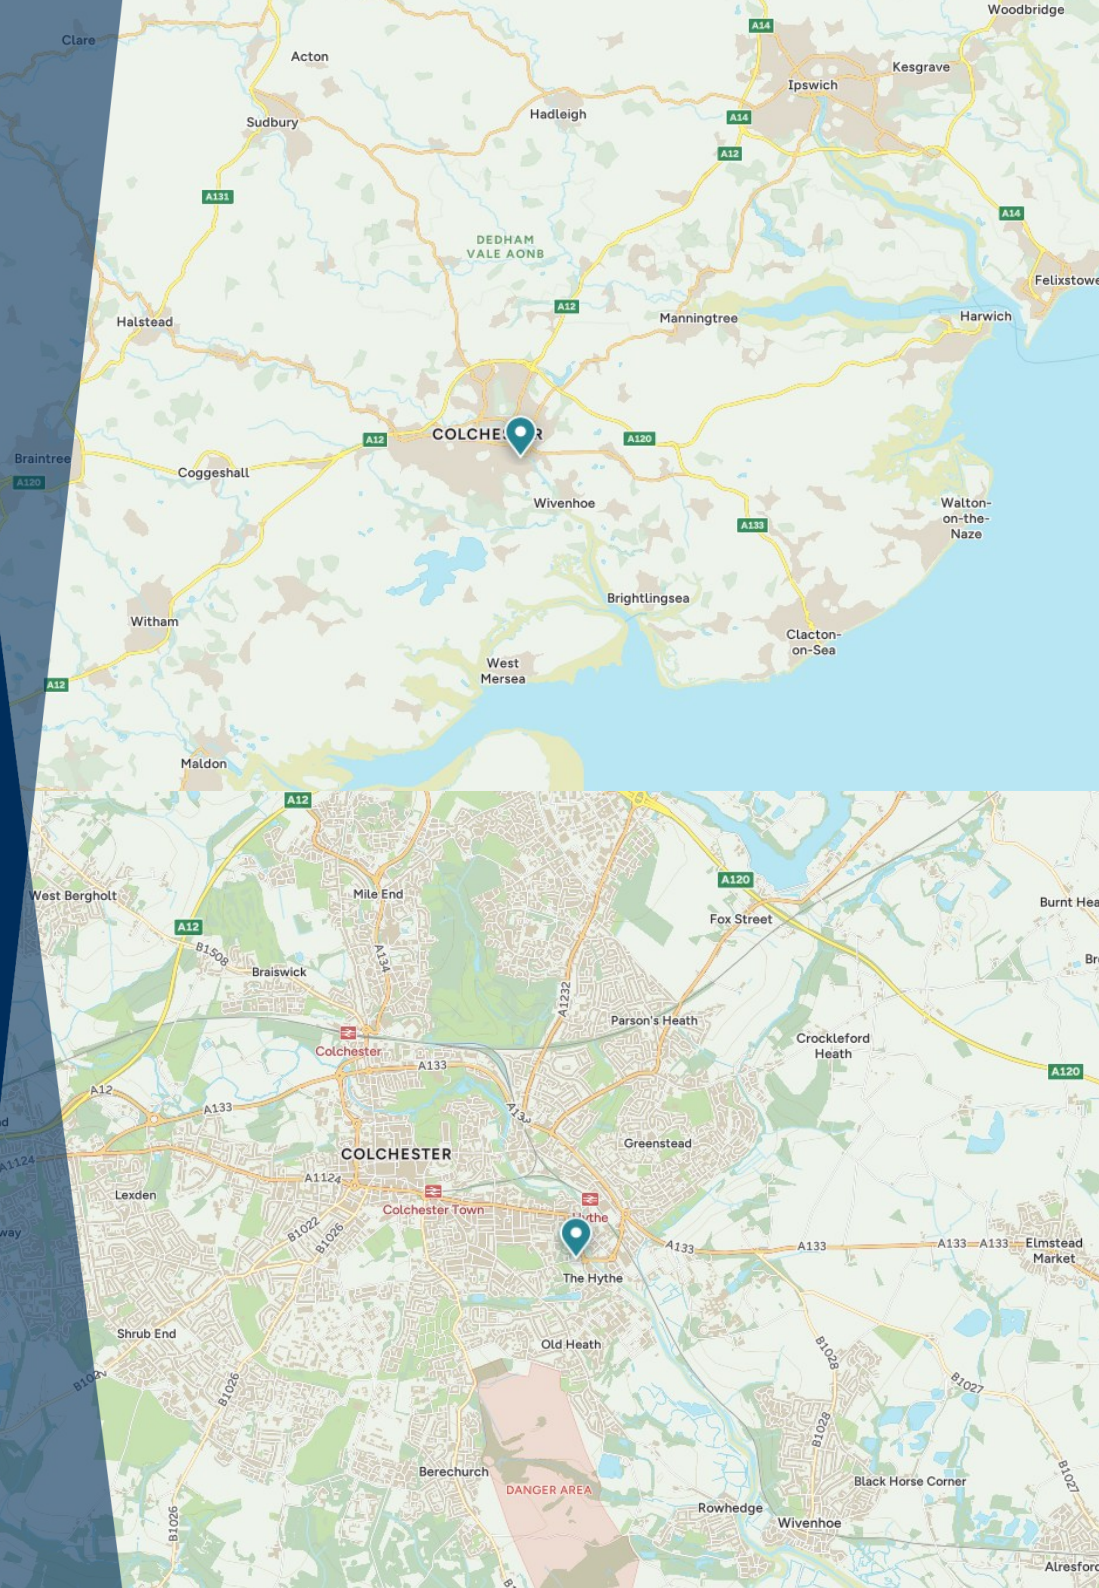 Woodbridge
A14
Clare
Acton
Kesgrave
Ipswich
Hadleigh
A14
Sudbury
A12
A131
A14
DEDHAM
VALE AONB
Felixstowe
A12
Halstead
Manningtree
Harwich
COLCHESTER
A12
A120
Braintree
Coggeshall
A120
Wivenhoe
Walton-
on-the-
Naze
A133
Brightlingsea
Witham
Clacton-
on-Sea
West
Mersea
A12
Maldon
A12
A120
West Bergholt
Mile End
Burnt Hea
Fox Street
A12
B1508
A134
Braiswick
Br
A1232
Parson's Heath
Colchester
Crockleford
Heath
A133
A120
A12
A133
A133
COLCHESTER
Greenstead
A1124
A1124
Lexden
Colchester Town
Hythe
B1022
B1026
way
A133
A133
A133
A133
Elmstead
Market
The Hythe
Shrub End
Old Heath
B1028
B1022
B1026
B1027
B1028
Berechurch
DANGER AREA
Black Horse Corner
B1027
Rowhedge
Wivenhoe
B1026
Alresford